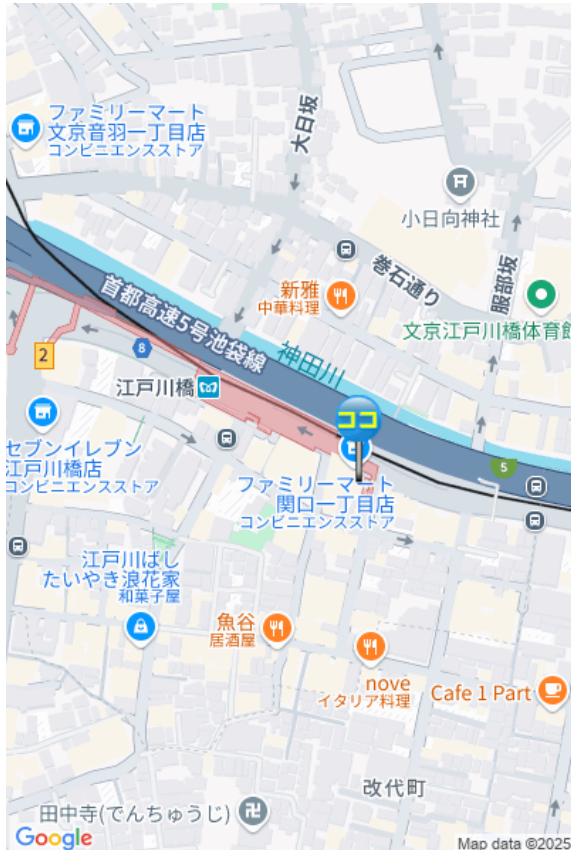 ファミリーマート
文京音羽一丁目店
コンビニエンスストア
大日坂
小日向神社
巻石通り
服部坂
新雅
中華料理
首都高速5号池袋線
神田川
文京江戸川橋体育館
8
2
江戸川橋
ココ
5
セブンイレブン
江戸川橋店
コンビニエンスストア
ファミリーマート
関口一丁目店
コンビニエンスストア
江戸川ばし
たいやき浪花家
和菓子屋
魚谷
居酒屋
nove
イタリア料理
Cafe 1 Part
改代町
田中寺(でんちゅうじ)
Google
Map data ©2025